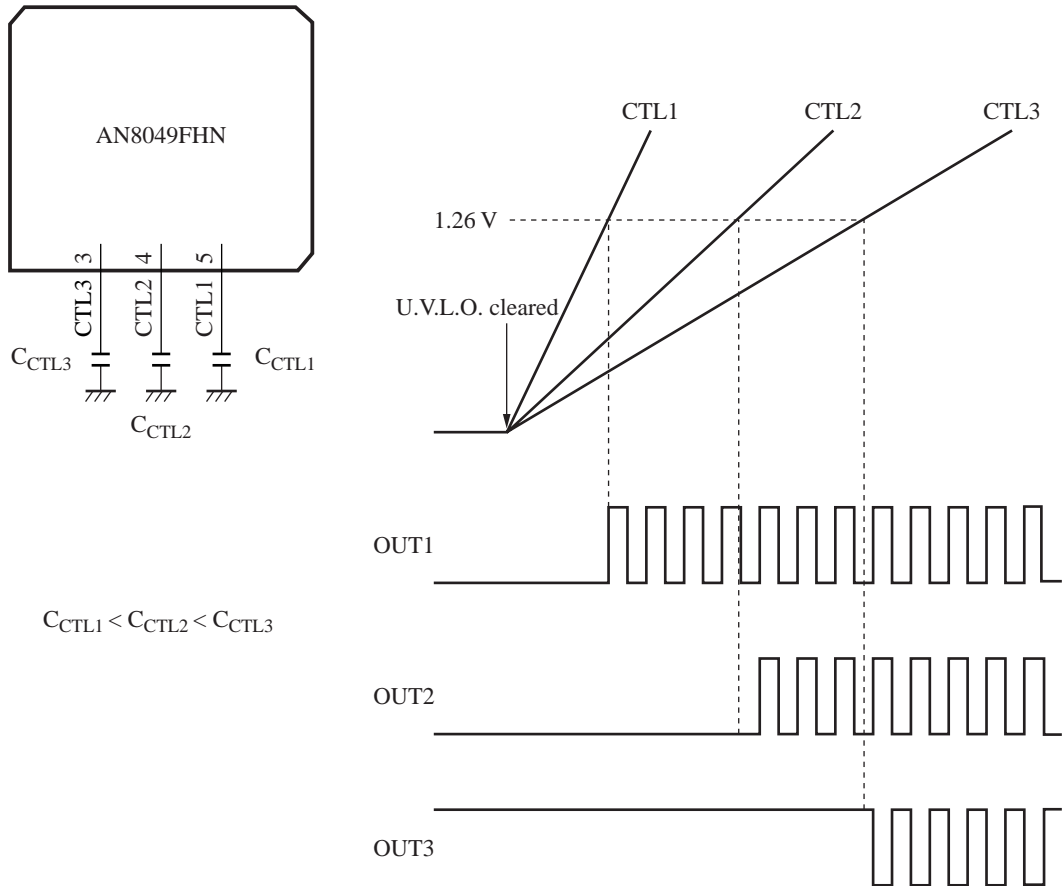 AN8049FHN
3
4
5
CTL3
CTL2
CTL1
C_CTL3
C_CTL1
C_CTL2
C_CTL1 < C_CTL2 < C_CTL3
CTL1
CTL2
CTL3
1.26 V
U.V.L.O. cleared
OUT1
OUT2
OUT3